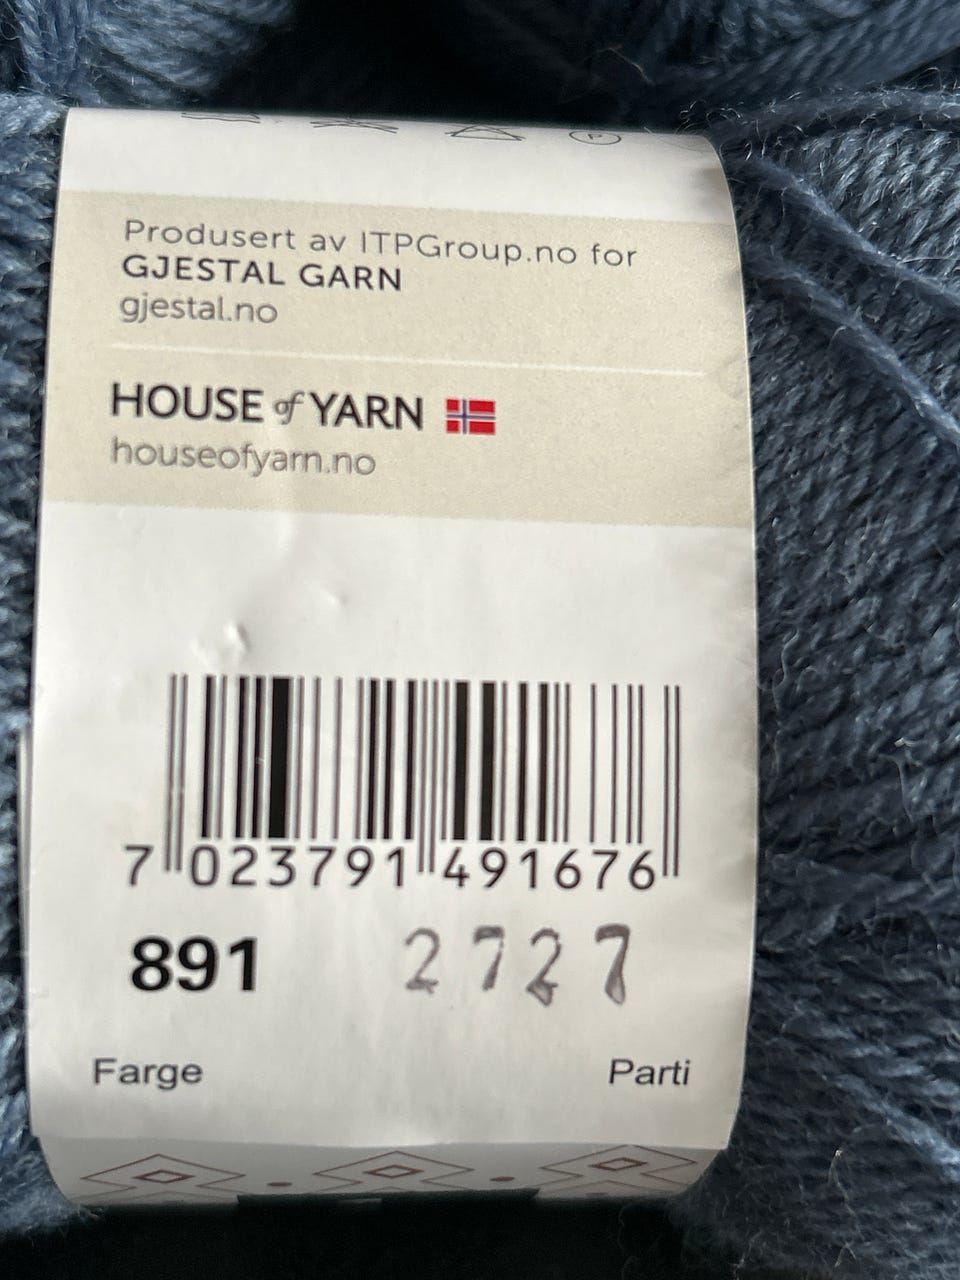 Produsert av ITPGroup.no for
GJESTAL GARN
gjestal.no
HOUSE of YARN
houseofyarn.no
7 023791 491676
891 2727
Farge Parti